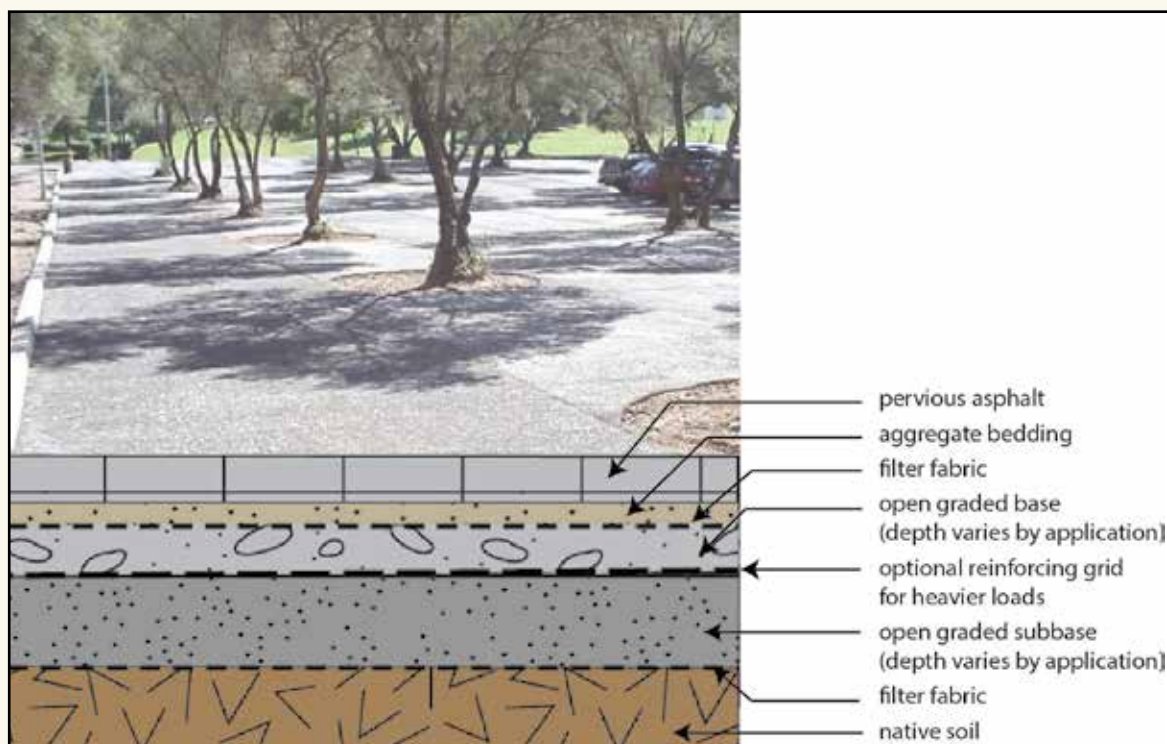 pervious asphalt
aggregate bedding
filter fabric
open graded base
(depth varies by application)
optional reinforcing grid
for heavier loads
open graded subbase
(depth varies by application)
filter fabric
native soil